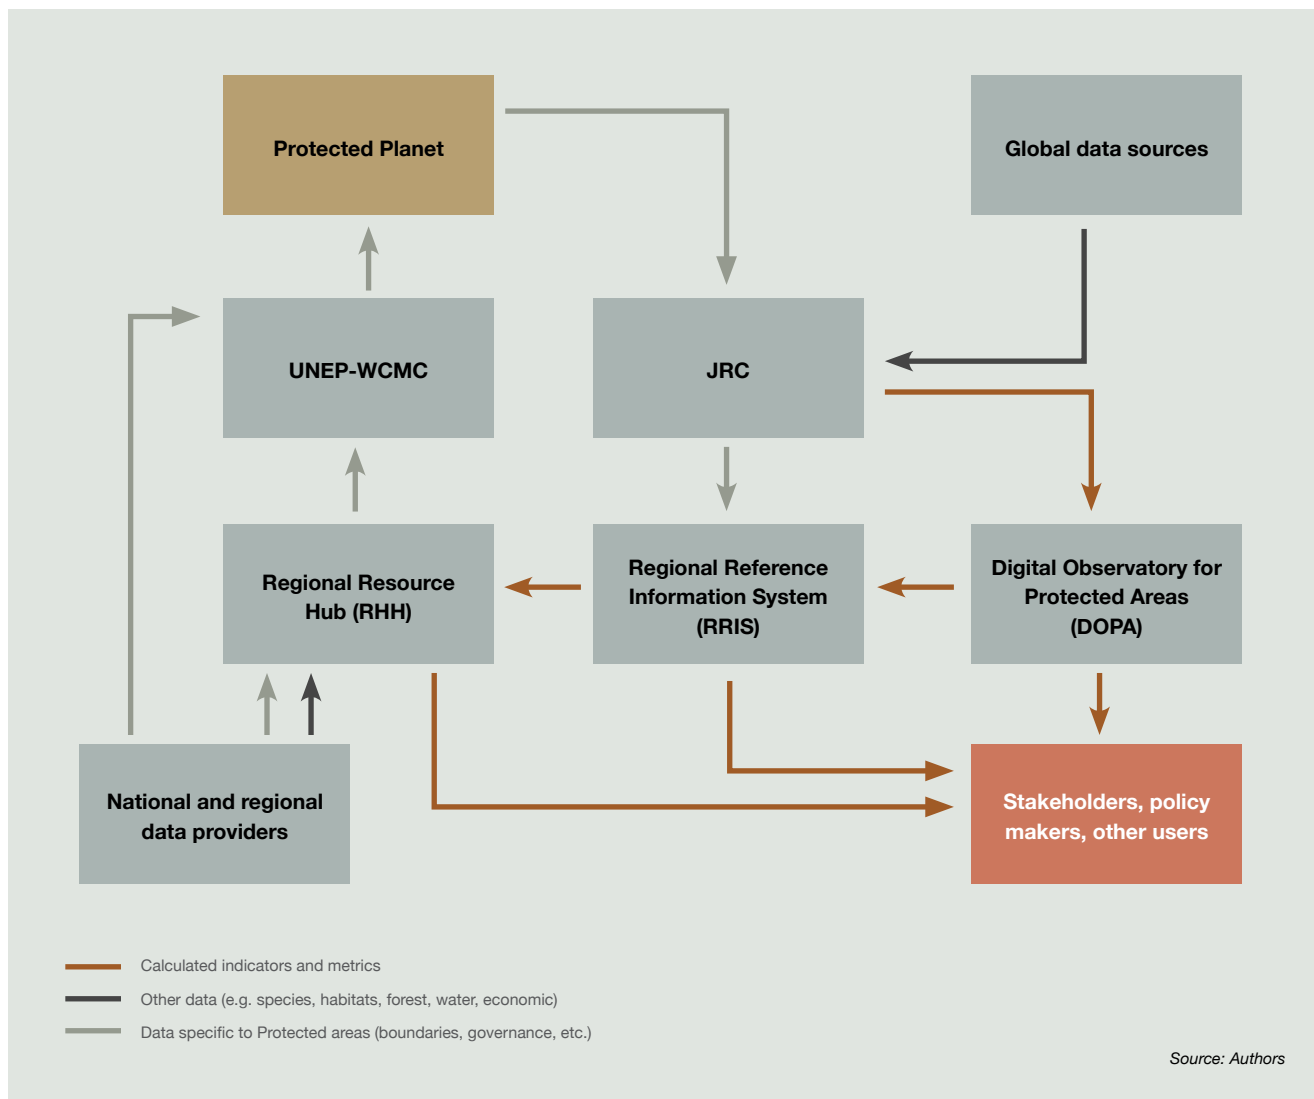 Protected Planet
Global data sources
UNEP-WCMC
JRC
Regional Resource
Hub (RHH)
Regional Reference
Information System
(RRIS)
Digital Observatory for
Protected Areas
(DOPA)
National and regional
data providers
Stakeholders, policy
makers, other users
Calculated indicators and metrics
Other data (e.g. species, habitats, forest, water, economic)
Data specific to Protected areas (boundaries, governance, etc.)
Source: Authors